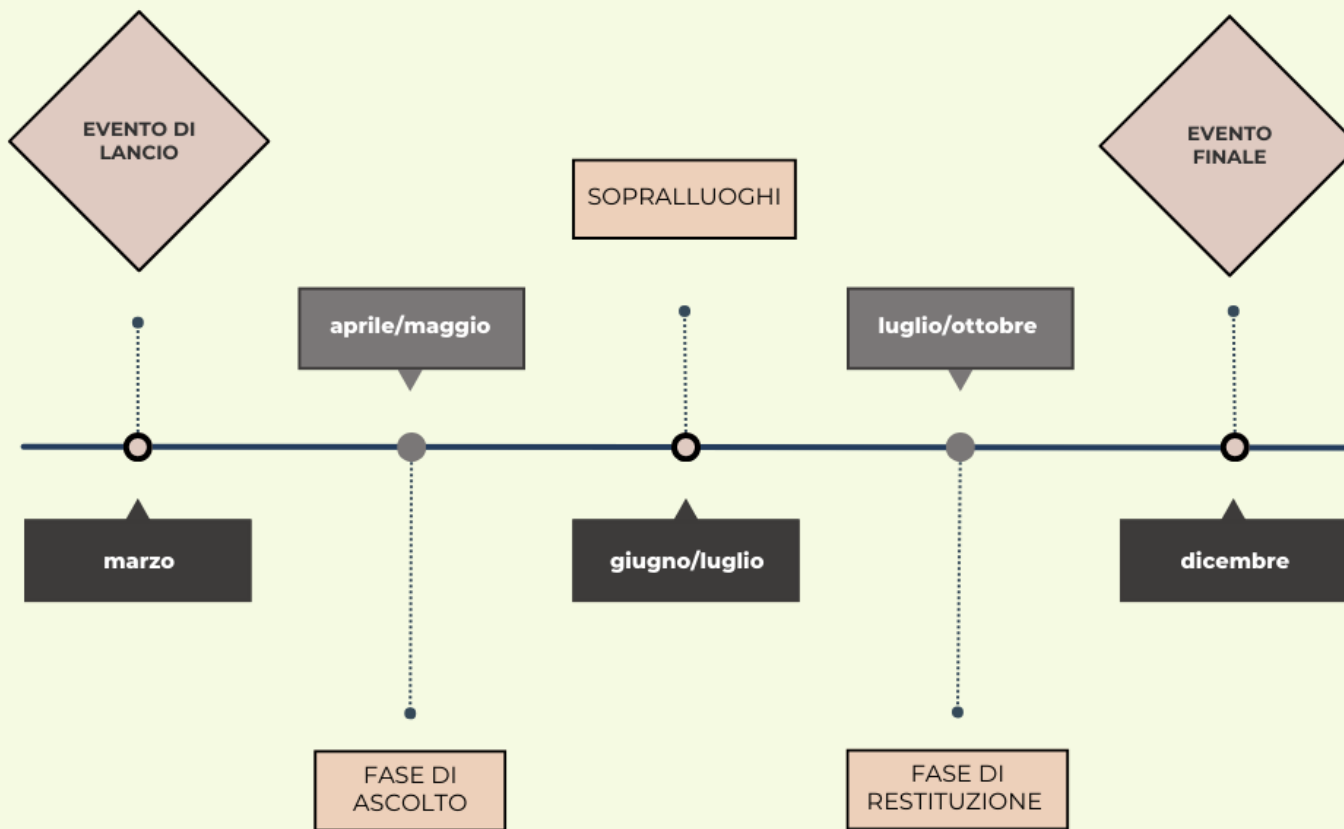 EVENTO DI
LANCIO
EVENTO
FINALE
SOPRALLUOGHI
aprile/maggio
luglio/ottobre
marzo
giugno/luglio
dicembre
FASE DI
ASCOLTO
FASE DI
RESTITUZIONE